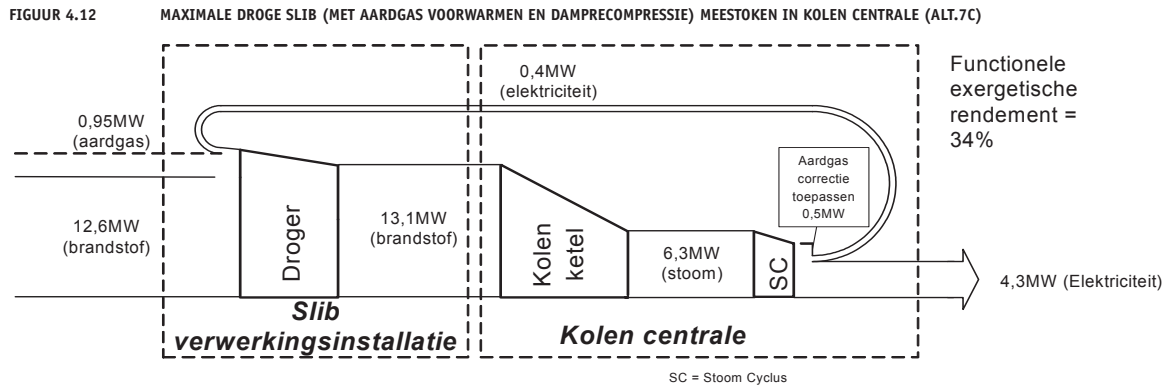 FIGUUR 4.12 MAXIMALE DROGE SLIB (MET AARDGAS VOORWARMEN EN DAMPRECOMPRESSIE) MEESTOKEN IN KOLEN CENTRALE (ALT.7C)
0,4MW
(elektriciteit)
Functionele
exergetische
rendement =
34%
0,95MW
(aardgas)
Aardgas
correctie
toepassen
0,5MW
12,6MW
(brandstof)
Droger
13,1MW
(brandstof)
Kolen
ketel
6,3MW
(stoom)
SC
4,3MW (Elektriciteit)
Slib
verwerkingsinstallatie
Kolen centrale
SC = Stoom Cyclus